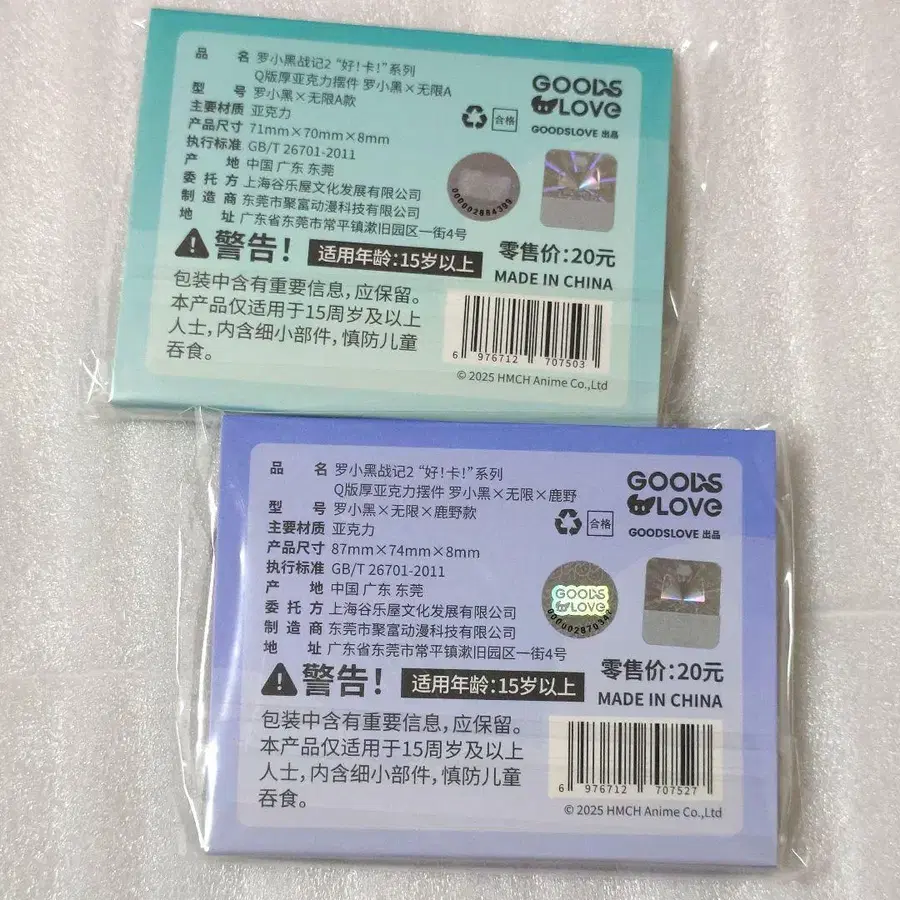 品 名 罗小黑战记2 “好！卡！”系列
Q版厚亚克力摆件 罗小黑×无限A
型 号 罗小黑×无限A款
主要材质 亚克力
产品尺寸 71mm×70mm×8mm
执行标准 GB/T 26701-2011
产 地 中国 广东 东莞
委 托 方 上海谷乐屋文化发展有限公司
制 造 商 东莞市聚富动漫科技有限公司
地 址 广东省东莞市常平镇漱旧园区一街4号
GOODS
LOVE
GOODSLOVE 出品
合格
000002884399
警告！ 适用年龄:15岁以上
零售价:20元
MADE IN CHINA
包装中含有重要信息，应保留。
本产品仅适用于15周岁及以上
人士，内含细小部件，慎防儿童
吞食。
6 976712 707503
© 2025 HMCH Anime Co.,Ltd
品 名 罗小黑战记2 “好！卡！”系列
Q版厚亚克力摆件 罗小黑×无限×鹿野
型 号 罗小黑×无限×鹿野款
主要材质 亚克力
产品尺寸 87mm×74mm×8mm
执行标准 GB/T 26701-2011
产 地 中国 广东 东莞
委 托 方 上海谷乐屋文化发展有限公司
制 造 商 东莞市聚富动漫科技有限公司
地 址 广东省东莞市常平镇漱旧园区一街4号
GOODS
LOVE
GOODSLOVE 出品
合格
GOODS
LOVE
000002870347
警告！ 适用年龄:15岁以上
零售价:20元
MADE IN CHINA
包装中含有重要信息，应保留。
本产品仅适用于15周岁及以上
人士，内含细小部件，慎防儿童
吞食。
6 976712 707527
© 2025 HMCH Anime Co.,Ltd